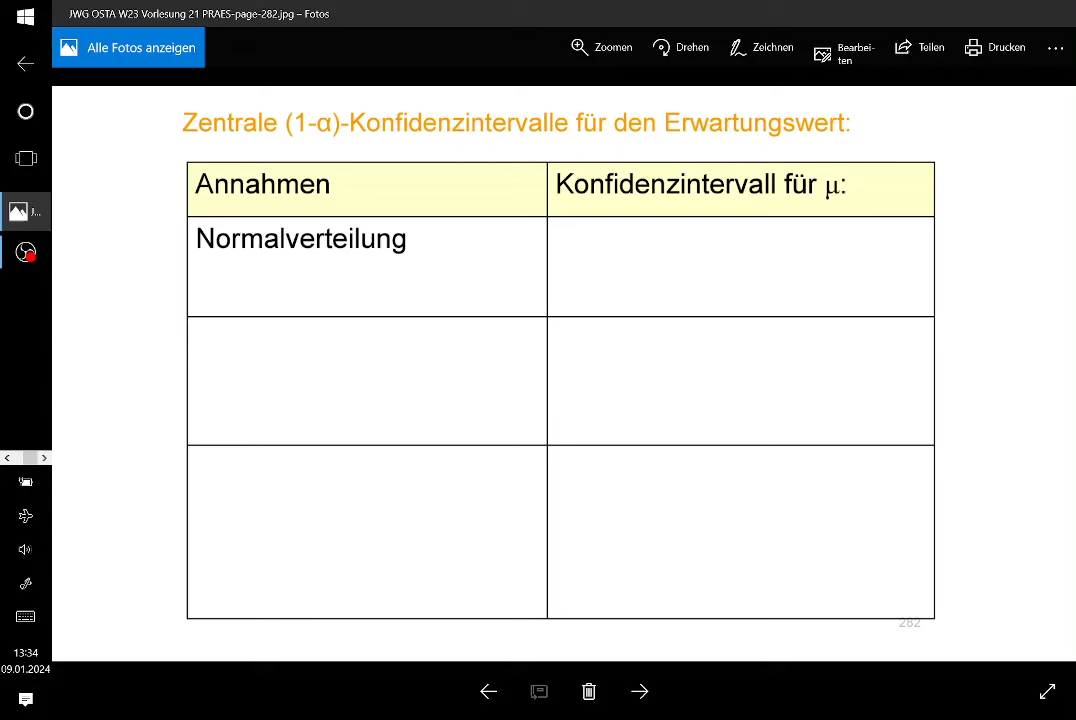 JWG OSTA W23 Vorlesung 21 PRAES-page-282.jpg – Fotos
Alle Fotos anzeigen
Zoomen
Drehen
Zeichnen
Bearbei-
ten
Teilen
Drucken
J...
Zentrale (1-α)-Konfidenzintervalle für den Erwartungswert:
Annahmen
Konfidenzintervall für μ:
Normalverteilung
282
13:34
09.01.2024